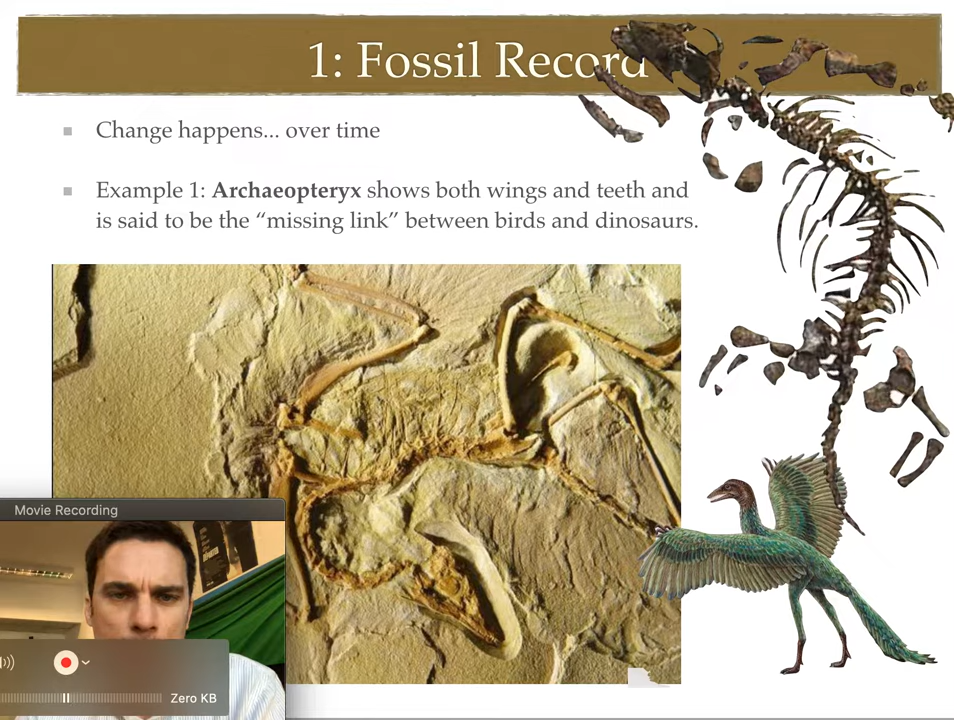 1: Fossil Record
Change happens... over time
Example 1: Archaeopteryx shows both wings and teeth and
is said to be the “missing link” between birds and dinosaurs.
Movie Recording
Zero KB